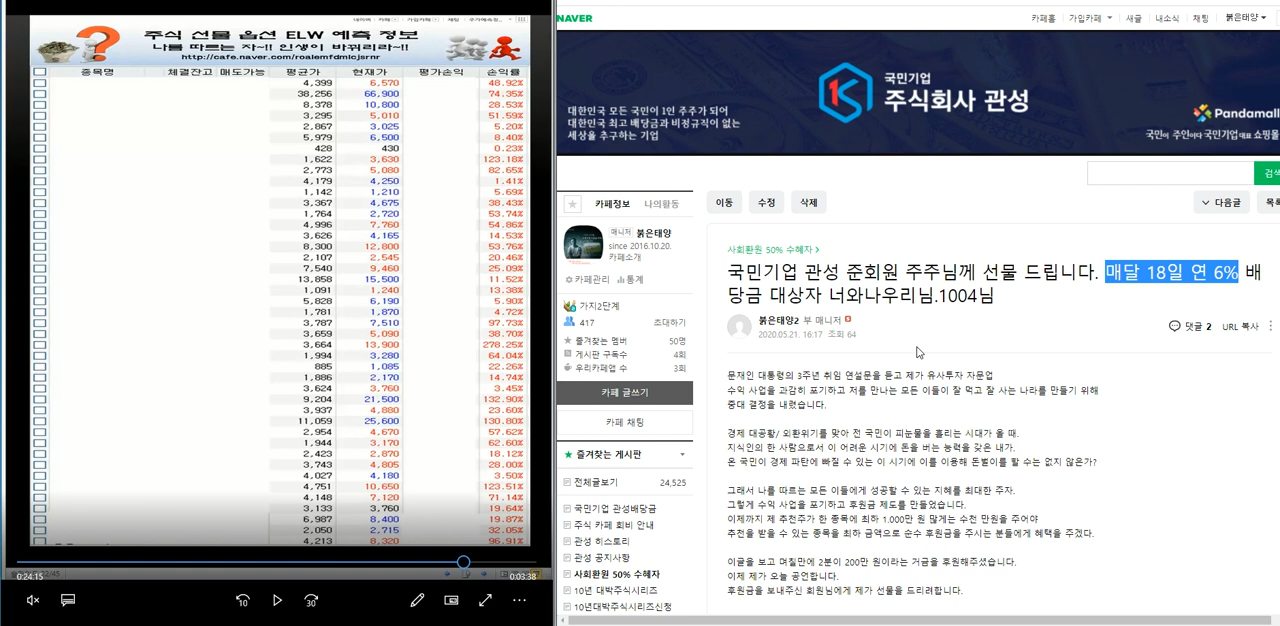 주식 선물 옵션 ELW 예측 정보
나를 따르는 자~!! 인생이 바뀌리라~!!
종목명 체결잔고 매도가능 평균가 현재가 평가손익 손익률
4,399 6,570 48.92%
38,256 66,900 74.35%
8,378 10,800 28.53%
3,295 5,010 51.59%
2,867 3,025 5.20%
5,979 6,500 8.40%
428 430 0.23%
1,622 3,630 123.18%
2,773 5,080 82.65%
4,179 4,250 1.41%
1,142 1,210 5.69%
3,367 4,675 38.43%
1,764 2,720 53.74%
4,996 7,760 54.86%
3,626 4,165 14.53%
8,300 12,800 53.76%
2,107 2,545 20.46%
7,540 9,460 25.09%
13,858 15,500 11.52%
1,091 1,240 13.38%
5,828 6,190 5.90%
1,781 1,870 4.72%
3,787 7,510 97.73%
3,659 5,090 38.70%
3,664 13,900 278.25%
1,994 3,280 64.04%
885 1,085 22.26%
1,886 2,170 14.74%
3,624 3,760 3.45%
9,204 21,500 132.90%
3,937 4,880 23.60%
11,059 25,600 130.80%
2,954 4,670 57.62%
1,944 3,170 62.60%
2,423 2,870 18.12%
3,743 4,805 28.00%
4,027 4,180 3.50%
4,751 10,650 123.51%
4,148 7,120 71.14%
3,133 3,760 19.64%
6,987 8,400 19.87%
2,050 2,715 32.05%
4,213 8,320 96.91%
0:24:15 0:03:38
10 30
NAVER 카페홈 가입카페 새글 내소식 채팅 붉은태양
국민기업
주식회사 관성
대한민국 모든 국민이 1인 주주가 되어
대한민국 최고 배당금과 비정규직이 없는
세상을 추구하는 기업
Pandamall
국민이 주인이다 국민기업대표 쇼핑몰
검색
카페정보 나의활동
매니저 붉은태양
since 2016.10.20.
카페소개
카페관리 통계
가지2단계
417 초대하기
즐겨찾는 멤버 50명
게시판 구독수 4회
우리카페앱 수 3회
카페 글쓰기
카페 채팅
즐겨찾는 게시판
전체글보기 24,525
국민기업 관성배당금
주식 카페 회비 안내
관성 히스토리
관성 공지사항
사회환원 50% 수혜자
10년 대박주식시리즈
10년대박주식시리즈신청
이동 수정 삭제 다음글 목록
사회환원 50% 수혜자
국민기업 관성 준회원 주주님께 선물 드립니다. 매달 18일 연 6% 배
당금 대상자 너와나우리님.1004님
붉은태양2 부 매니저
2020.05.21. 16:17 조회 64
댓글 2 URL 복사
문재인 대통령의 3주년 취임 연설문을 듣고 제가 유사투자 자문업
수익 사업을 과감히 포기하고 저를 만나는 모든 이들이 잘 먹고 잘 사는 나라를 만들기 위해
중대 결정을 내렸습니다.
경제 대공황/ 외환위기를 맞아 전 국민이 피눈물을 흘리는 시대가 올 때.
지식인의 한 사람으로서 이 어려운 시기에 돈을 버는 능력을 갖은 내가.
온 국민이 경제 파탄에 빠질 수 있는 이 시기에 이를 이용해 돈벌이를 할 수는 없지 않은가?
그래서 나를 따르는 모든 이들에게 성공할 수 있는 지혜를 최대한 주자.
그렇게 수익 사업을 포기하고 후원금 제도를 만들었습니다.
이제까지 제 추천주가 한 종목에 최하 1.000만 원 많게는 수천 만원을 주어야
추천을 받을 수 있는 종목을 최하 금액으로 순수 후원금을 주시는 분들에게 혜택을 주겠다.
이글을 보고 며칠만에 2분이 200만 원이라는 거금을 후원해주셨습니다.
이제 제가 오늘 공언합니다.
후원금을 보내주신 회원님에게 제가 선물을 드리려합니다.